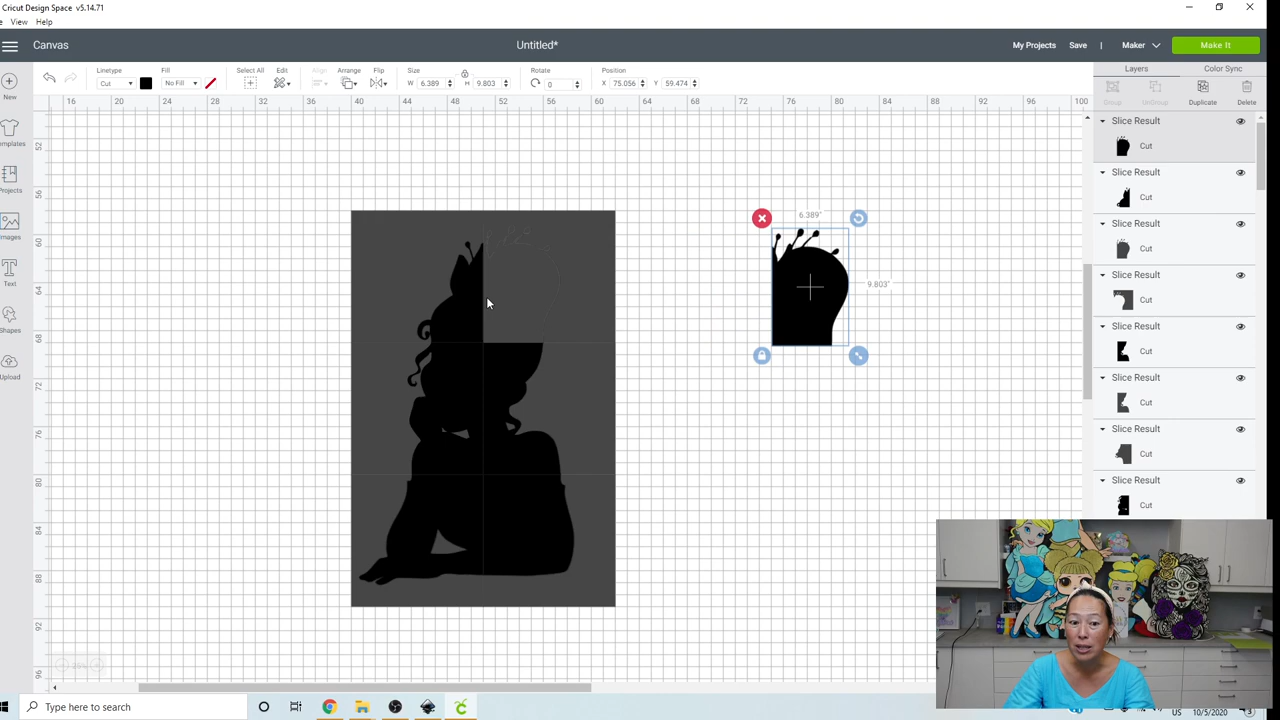 Cricut Design Space v5.14.71
View Help
Canvas
Untitled*
My Projects Save | Maker Make It
Linetype Fill Select All Edit Align Arrange Flip Size Rotate Position
Cut No Fill W 6.389 H 9.803 0 X 75.056 Y 59.474
Layers Color Sync
Group UnGroup Duplicate Delete
New
Templates
Projects
Images
Text
Shapes
Upload
16 20 24 28 32 36 40 44 48 52 56 60 64 68 72 76 80 84 88 92 96 100
52
56
60
64
68
72
76
80
84
88
92
96
6.389"
9.803"
Slice Result
Cut
Slice Result
Cut
Slice Result
Cut
Slice Result
Cut
Slice Result
Cut
Slice Result
Cut
Slice Result
Cut
Slice Result
Cut
25%
Type here to search
US
10/5/2020